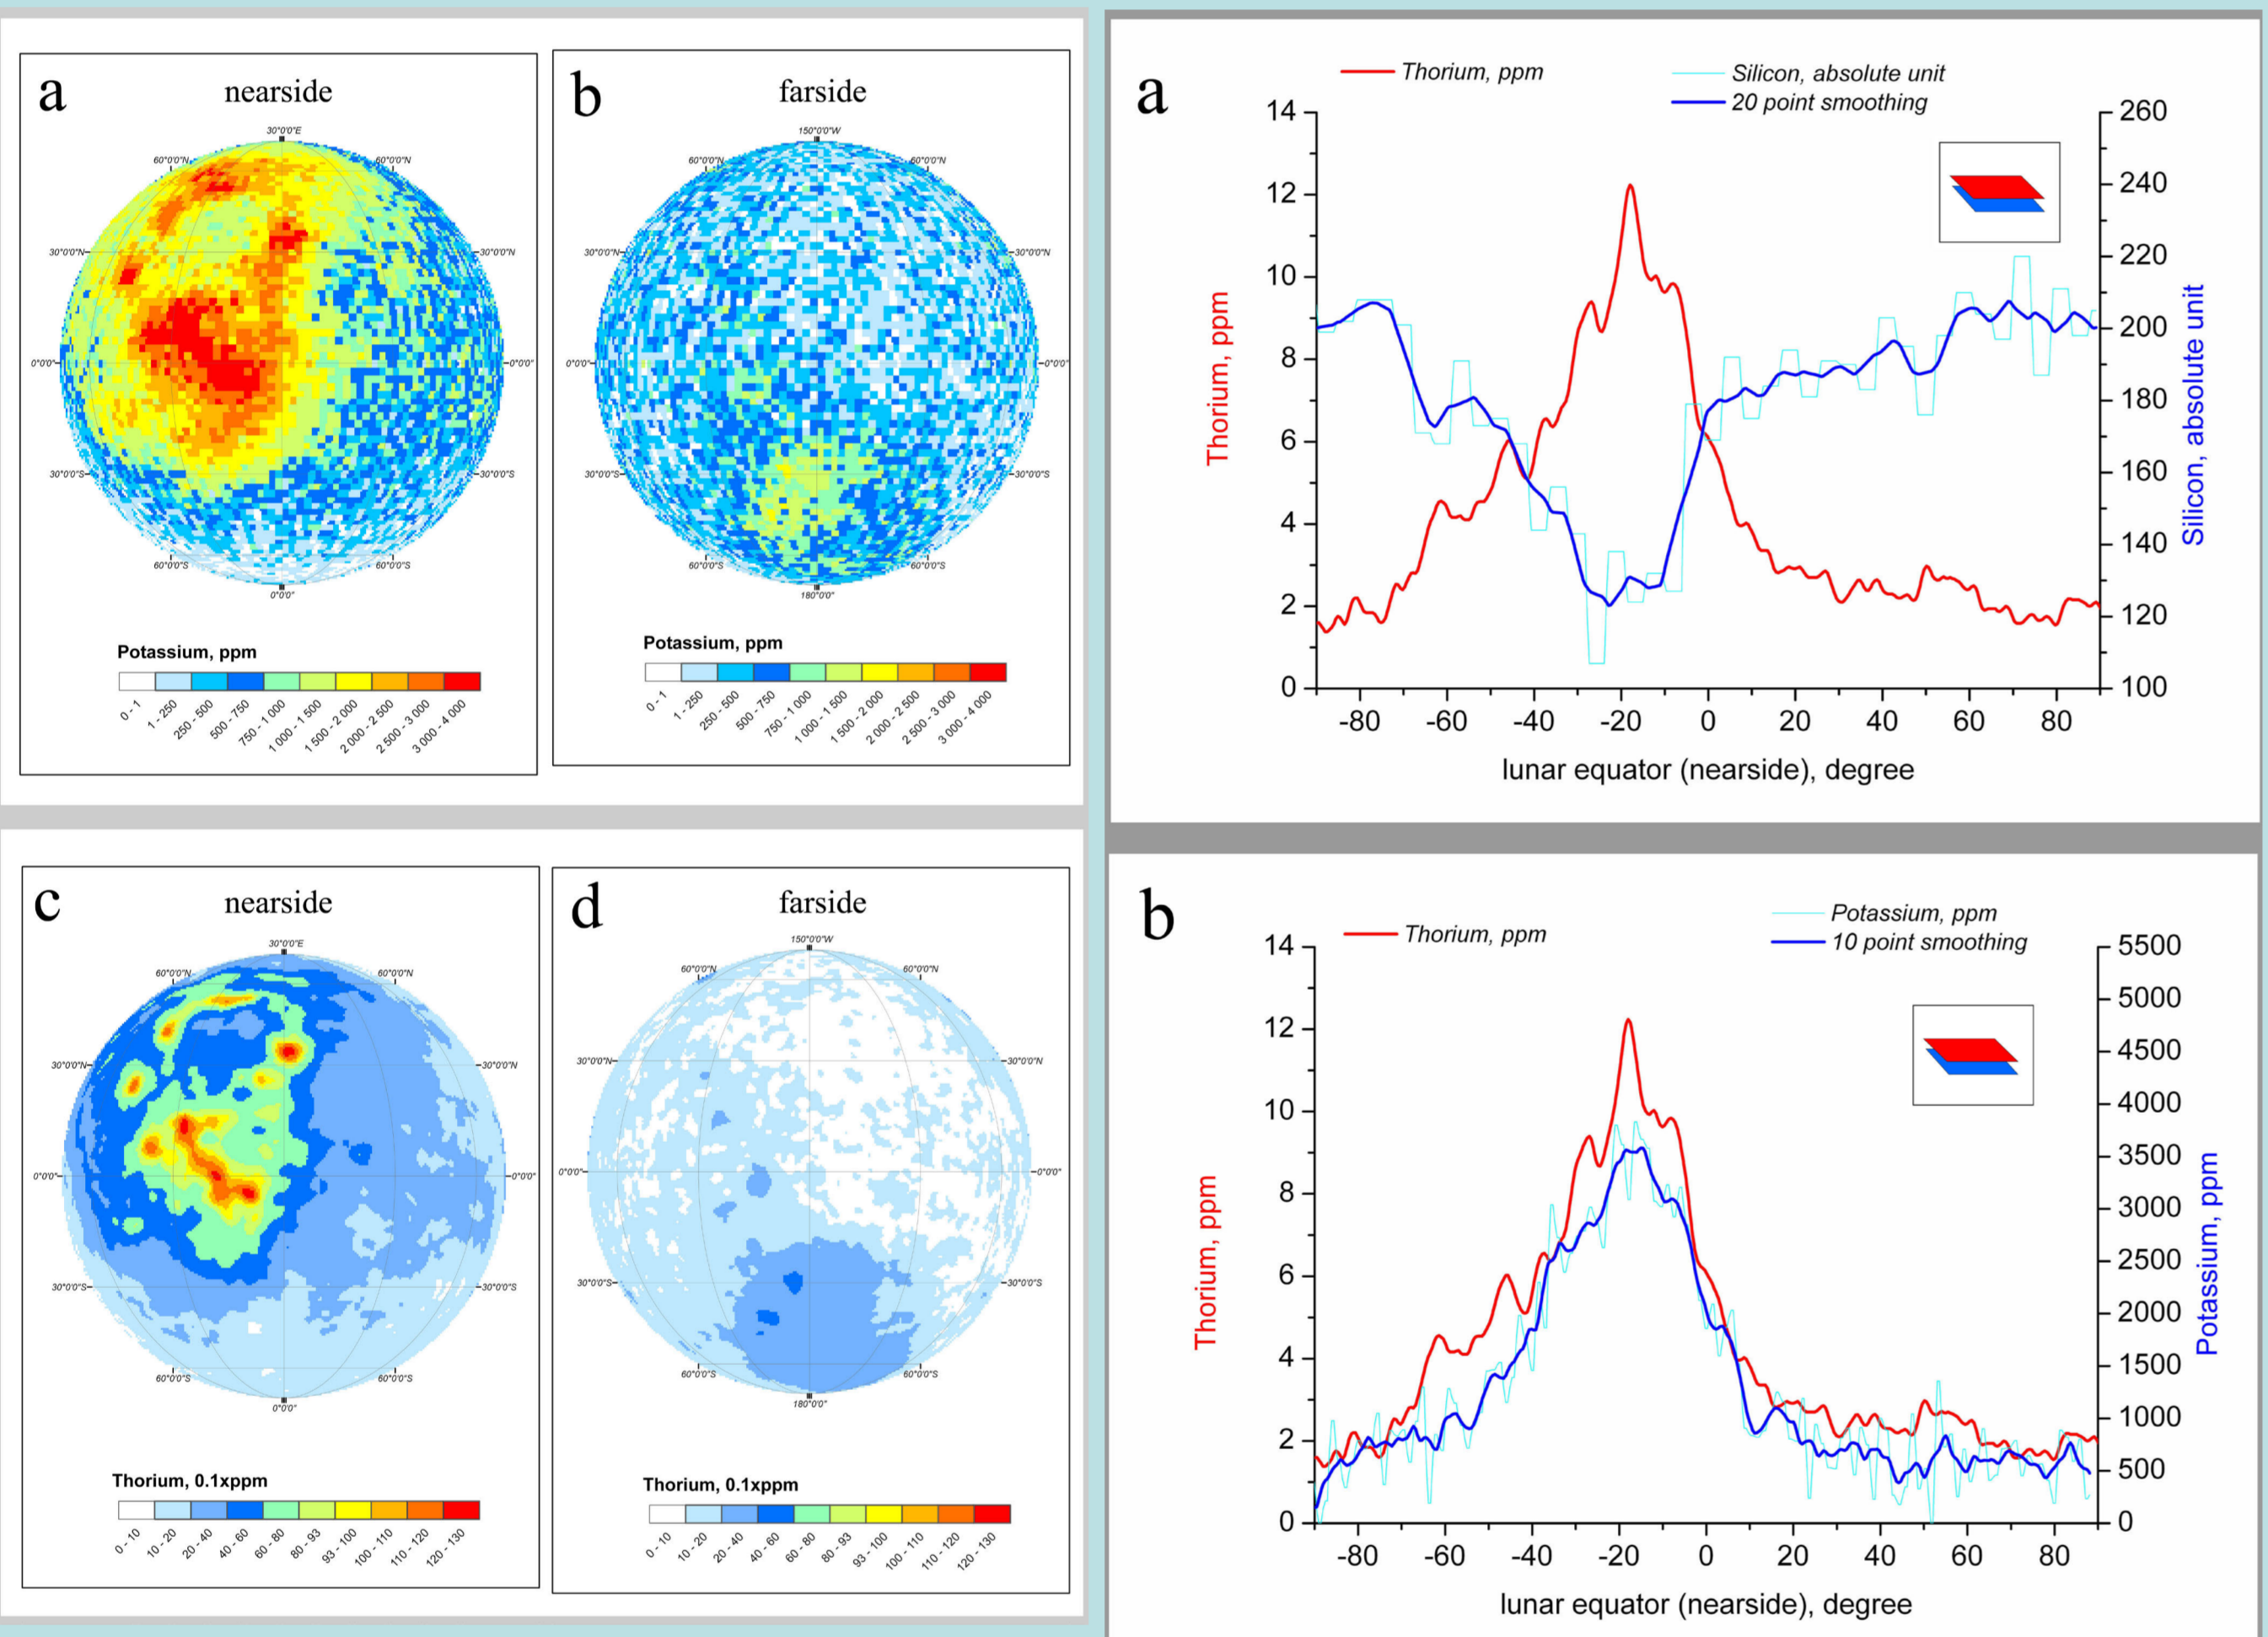 a
nearside
30°0'0"E
60°0'0"N
60°0'0"N
30°0'0"N
30°0'0"N
0°0'0"
0°0'0"
30°0'0"S
30°0'0"S
60°0'0"S
60°0'0"S
0°0'0"
Potassium, ppm
0 - 1
1 - 250
250 - 500
500 - 750
750 - 1 000
1 000 - 1 500
1 500 - 2 000
2 000 - 2 500
2 500 - 3 000
3 000 - 4 000
b
farside
150°0'0"W
60°0'0"N
60°0'0"N
30°0'0"N
30°0'0"N
0°0'0"
0°0'0"
30°0'0"S
30°0'0"S
60°0'0"S
60°0'0"S
180°0'0"
Potassium, ppm
0 - 1
1 - 250
250 - 500
500 - 750
750 - 1 000
1 000 - 1 500
1 500 - 2 000
2 000 - 2 500
2 500 - 3 000
3 000 - 4 000
c
nearside
30°0'0"E
60°0'0"N
60°0'0"N
30°0'0"N
30°0'0"N
0°0'0"
0°0'0"
30°0'0"S
30°0'0"S
60°0'0"S
60°0'0"S
0°0'0"
Thorium, 0.1xppm
0 - 10
10 - 20
20 - 40
40 - 60
60 - 80
80 - 93
93 - 100
100 - 110
110 - 120
120 - 130
d
farside
150°0'0"W
60°0'0"N
60°0'0"N
30°0'0"N
30°0'0"N
0°0'0"
0°0'0"
30°0'0"S
30°0'0"S
60°0'0"S
60°0'0"S
180°0'0"
Thorium, 0.1xppm
0 - 10
10 - 20
20 - 40
40 - 60
60 - 80
80 - 93
93 - 100
100 - 110
110 - 120
120 - 130
a
Thorium, ppm
Silicon, absolute unit
20 point smoothing
14
12
10
8
6
4
2
0
Thorium, ppm
260
240
220
200
180
160
140
120
100
Silicon, absolute unit
-80 -60 -40 -20 0 20 40 60 80
lunar equator (nearside), degree
b
Thorium, ppm
Potassium, ppm
10 point smoothing
14
12
10
8
6
4
2
0
Thorium, ppm
5500
5000
4500
4000
3500
3000
2500
2000
1500
1000
500
0
Potassium, ppm
-80 -60 -40 -20 0 20 40 60 80
lunar equator (nearside), degree